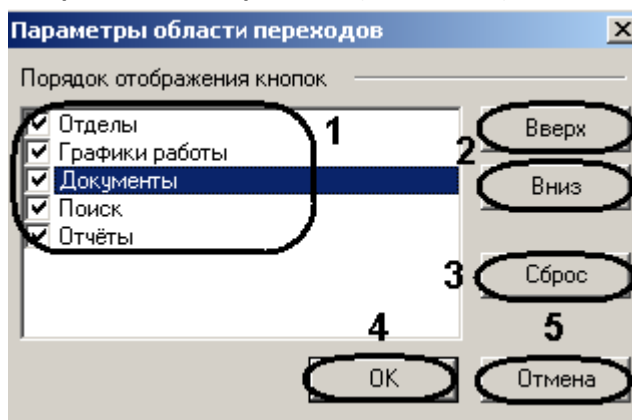 Параметры области переходов
Порядок отображения кнопок
Отделы
Графики работы
Документы
Поиск
Отчёты
1
Вверх
2
Вниз
3
Сброс
4
5
OK
Отмена